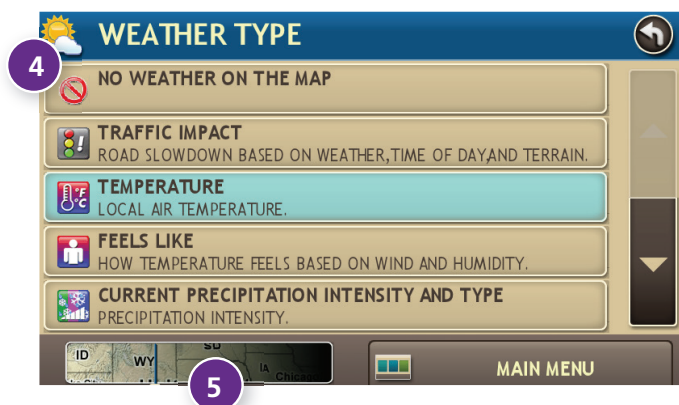 WEATHER TYPE
4
NO WEATHER ON THE MAP
TRAFFIC IMPACT
ROAD SLOWDOWN BASED ON WEATHER,TIME OF DAY,AND TERRAIN.
°F
°C
TEMPERATURE
LOCAL AIR TEMPERATURE.
FEELS LIKE
HOW TEMPERATURE FEELS BASED ON WIND AND HUMIDITY.
CURRENT PRECIPITATION INTENSITY AND TYPE
PRECIPITATION INTENSITY.
ID
WY
SD
IA
MAIN MENU
5